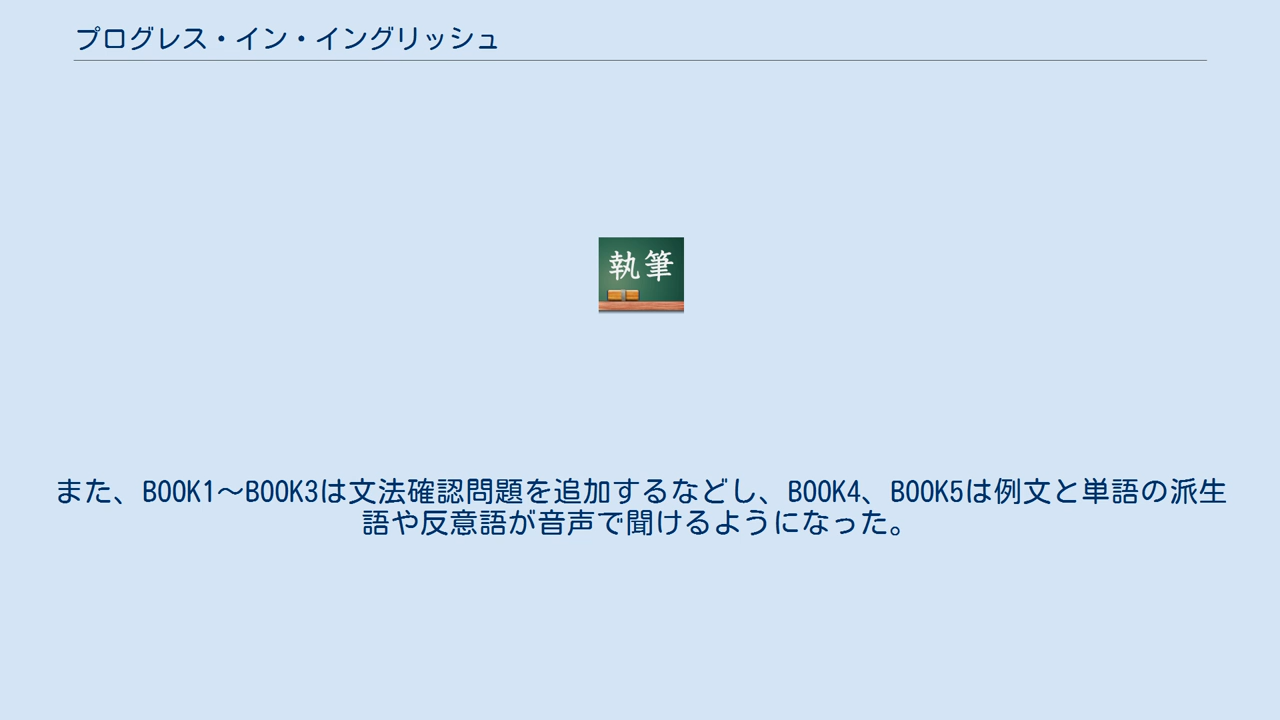 プログレス・イン・イングリッシュ
執筆
また、BOOK1〜BOOK3は文法確認問題を追加するなどし、BOOK4、BOOK5は例文と単語の派生
語や反意語が音声で聞けるようになった。